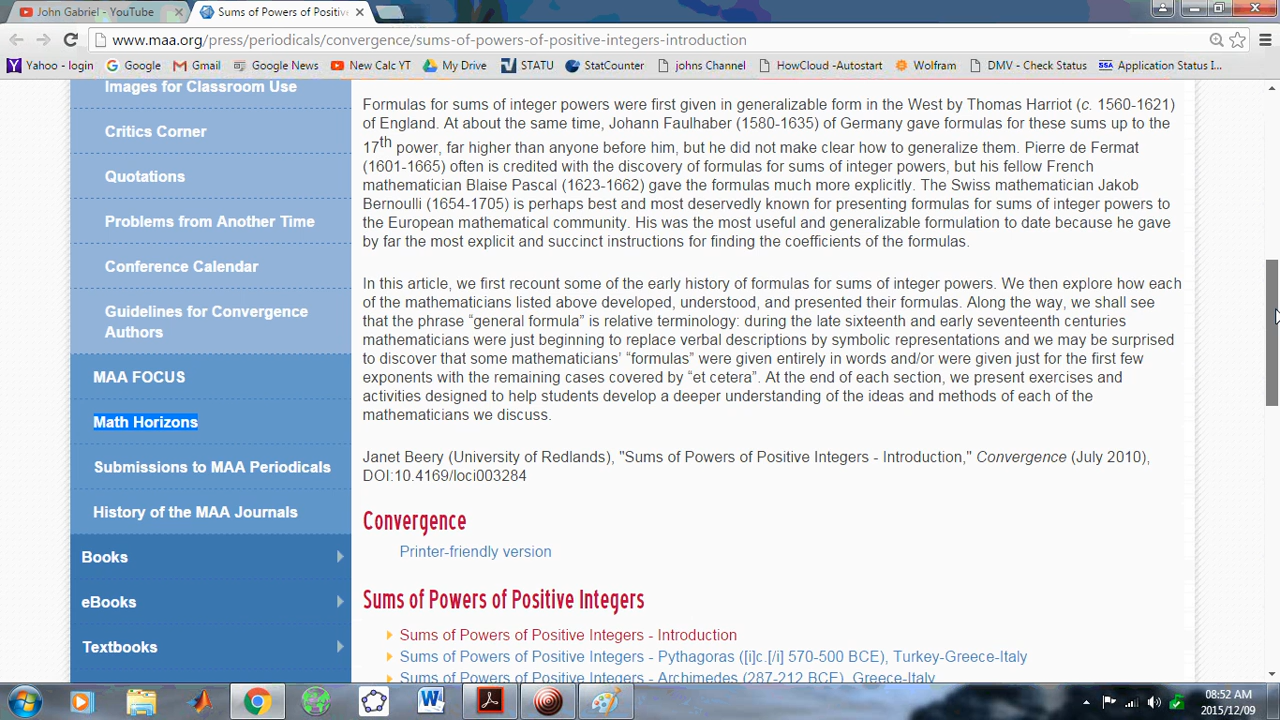 John Gabriel - YouTube
Sums of Powers of Positiv
www.maa.org/press/periodicals/convergence/sums-of-powers-of-positive-integers-introduction
Yahoo - login Google Gmail Google News New Calc YT My Drive STATU StatCounter johns Channel HowCloud -Autostart Wolfram DMV - Check Status Application Status I...
Images for Classroom Use
Critics Corner
Quotations
Problems from Another Time
Conference Calendar
Guidelines for Convergence
Authors
MAA FOCUS
Math Horizons
Submissions to MAA Periodicals
History of the MAA Journals
Books
eBooks
Textbooks
Formulas for sums of integer powers were first given in generalizable form in the West by Thomas Harriot (c. 1560-1621)
of England. At about the same time, Johann Faulhaber (1580-1635) of Germany gave formulas for these sums up to the
17th power, far higher than anyone before him, but he did not make clear how to generalize them. Pierre de Fermat
(1601-1665) often is credited with the discovery of formulas for sums of integer powers, but his fellow French
mathematician Blaise Pascal (1623-1662) gave the formulas much more explicitly. The Swiss mathematician Jakob
Bernoulli (1654-1705) is perhaps best and most deservedly known for presenting formulas for sums of integer powers to
the European mathematical community. His was the most useful and generalizable formulation to date because he gave
by far the most explicit and succinct instructions for finding the coefficients of the formulas.
In this article, we first recount some of the early history of formulas for sums of integer powers. We then explore how each
of the mathematicians listed above developed, understood, and presented their formulas. Along the way, we shall see
that the phrase “general formula” is relative terminology: during the late sixteenth and early seventeenth centuries
mathematicians were just beginning to replace verbal descriptions by symbolic representations and we may be surprised
to discover that some mathematicians’ “formulas” were given entirely in words and/or were given just for the first few
exponents with the remaining cases covered by “et cetera”. At the end of each section, we present exercises and
activities designed to help students develop a deeper understanding of the ideas and methods of each of the
mathematicians we discuss.
Janet Beery (University of Redlands), "Sums of Powers of Positive Integers - Introduction," Convergence (July 2010),
DOI:10.4169/loci003284
Convergence
Printer-friendly version
Sums of Powers of Positive Integers
Sums of Powers of Positive Integers - Introduction
Sums of Powers of Positive Integers - Pythagoras ([i]c.[/i] 570-500 BCE), Turkey-Greece-Italy
Sums of Powers of Positive Integers - Archimedes (287-212 BCE), Greece-Italy
08:52 AM
2015/12/09